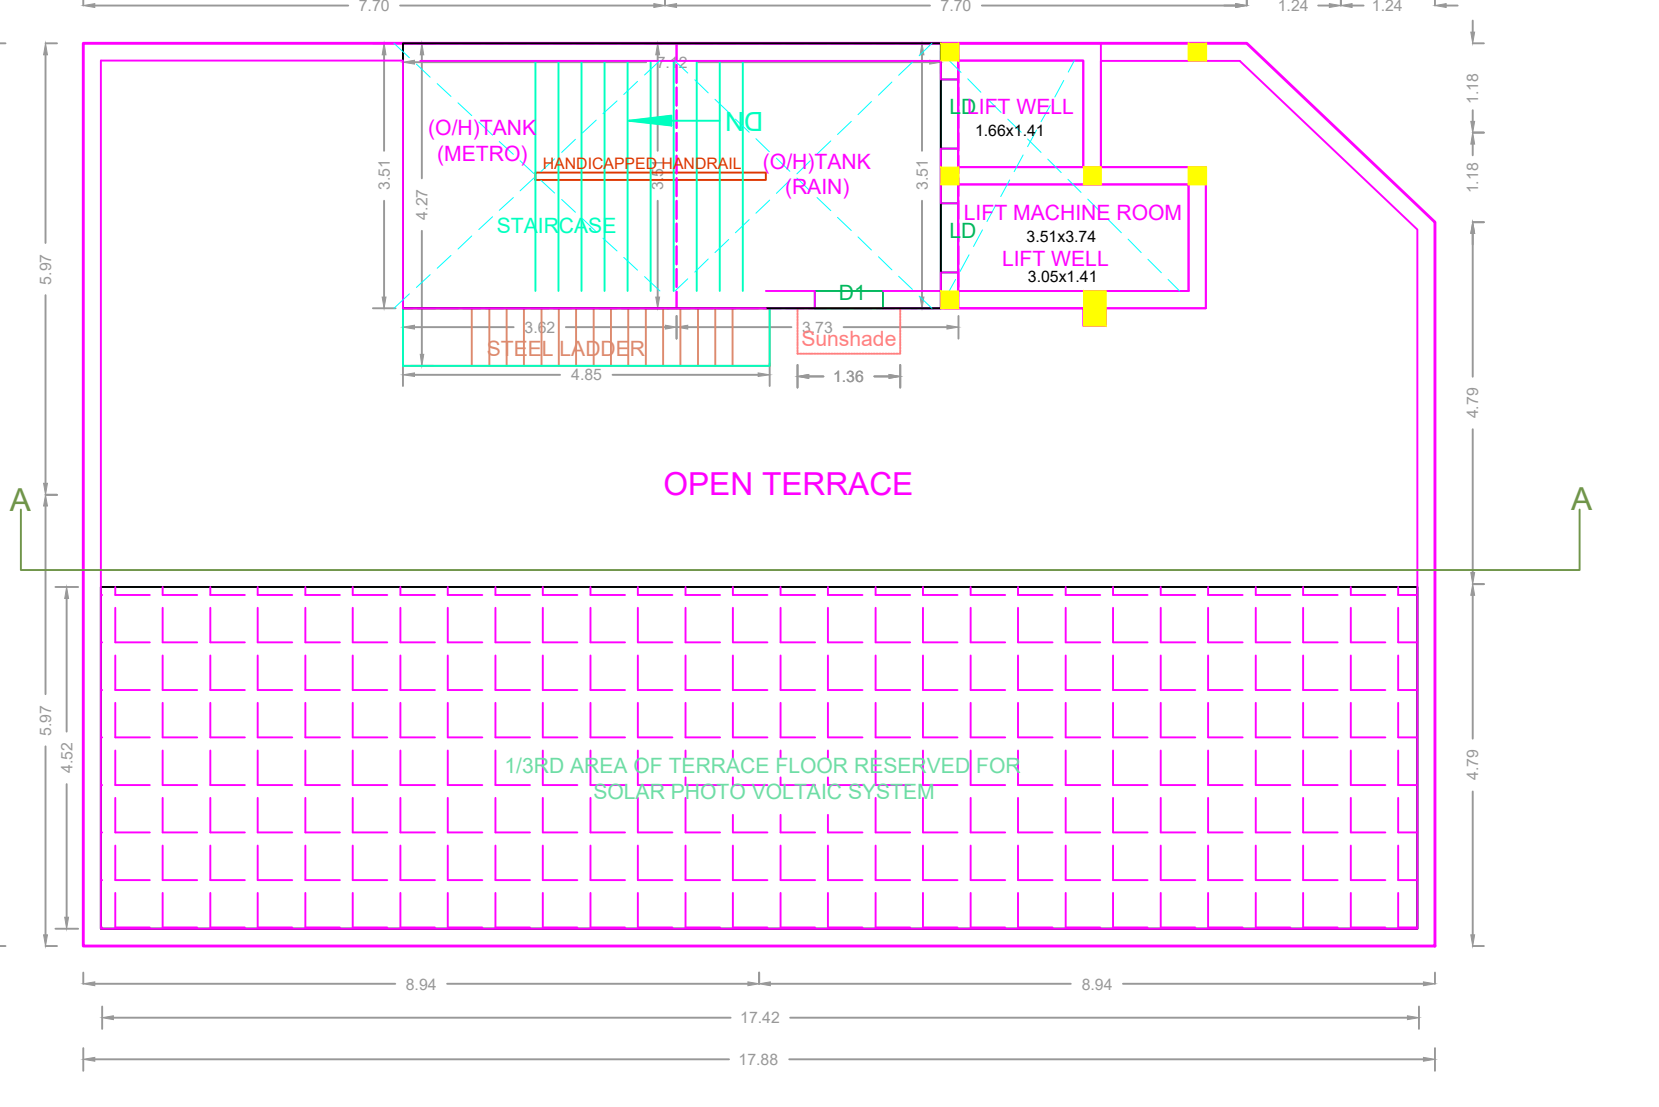 7.70
7.70
1.24
1.24
7.12
(O/H)TANK
(METRO)
DN
HANDICAPPED HANDRAIL
(O/H)TANK
(RAIN)
STAIRCASE
3.51
4.27
3.51
3.51
LD
LIFT WELL
1.66x1.41
LIFT MACHINE ROOM
3.51x3.74
LD
LIFT WELL
3.05x1.41
D1
1.18
1.18
5.97
3.62
3.73
STEEL LADDER
Sunshade
4.85
1.36
4.79
OPEN TERRACE
A
A
5.97
4.52
1/3RD AREA OF TERRACE FLOOR RESERVED FOR
SOLAR PHOTO VOLTAIC SYSTEM
4.79
8.94
8.94
17.42
17.88